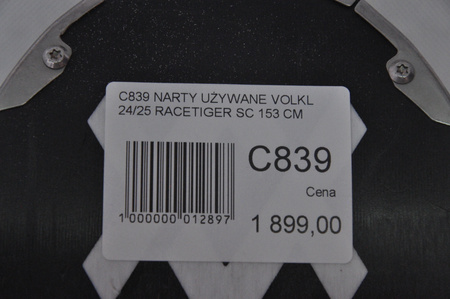 C839 NARTY UŻYWANE VOLKL
24/25 RACETIGER SC 153 CM
C839
Cena
1 000000 012897
1 899,00